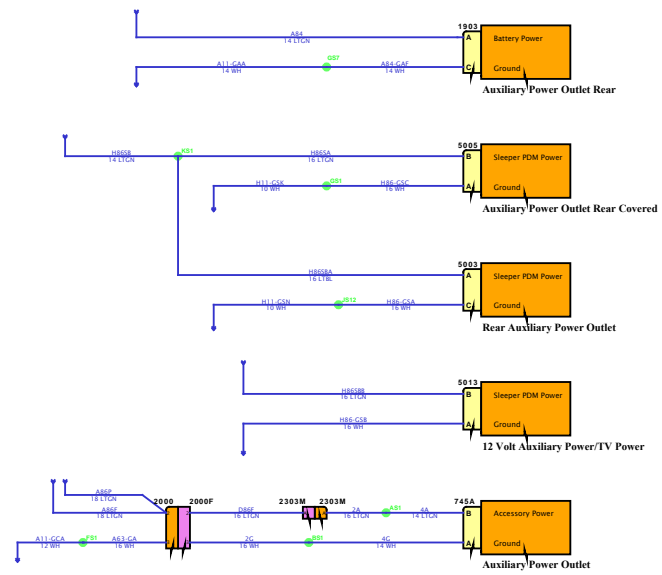 1903
A84
14 LTGN
A
Battery Power
A11-GAA
14 WH
GS7
A84-GAF
14 WH
C
Ground
Auxiliary Power Outlet Rear
5005
H86SB
14 LTGN
KS1
H86SA
16 LTGN
B
Sleeper PDM Power
H11-GSK
10 WH
GS1
H86-GSC
16 WH
A
Ground
Auxiliary Power Outlet Rear Covered
5003
H86SBA
16 LTBL
A
Sleeper PDM Power
H11-GSN
10 WH
JS12
H86-GSA
16 WH
C
Ground
Rear Auxiliary Power Outlet
5013
H86SBB
16 LTGN
B
Sleeper PDM Power
H86-GSB
16 WH
A
Ground
12 Volt Auxiliary Power/TV Power
A86P
18 LTGN
2000 2000F
2303M 2303M
745A
A86F
18 LTGN
D86F
16 LTGN
2A
16 LTGN
AS1
4A
14 LTGN
B
Accessory Power
A11-GCA
12 WH
FS1
A63-GA
16 WH
2G
16 WH
BS1
4G
14 WH
A
Ground
Auxiliary Power Outlet